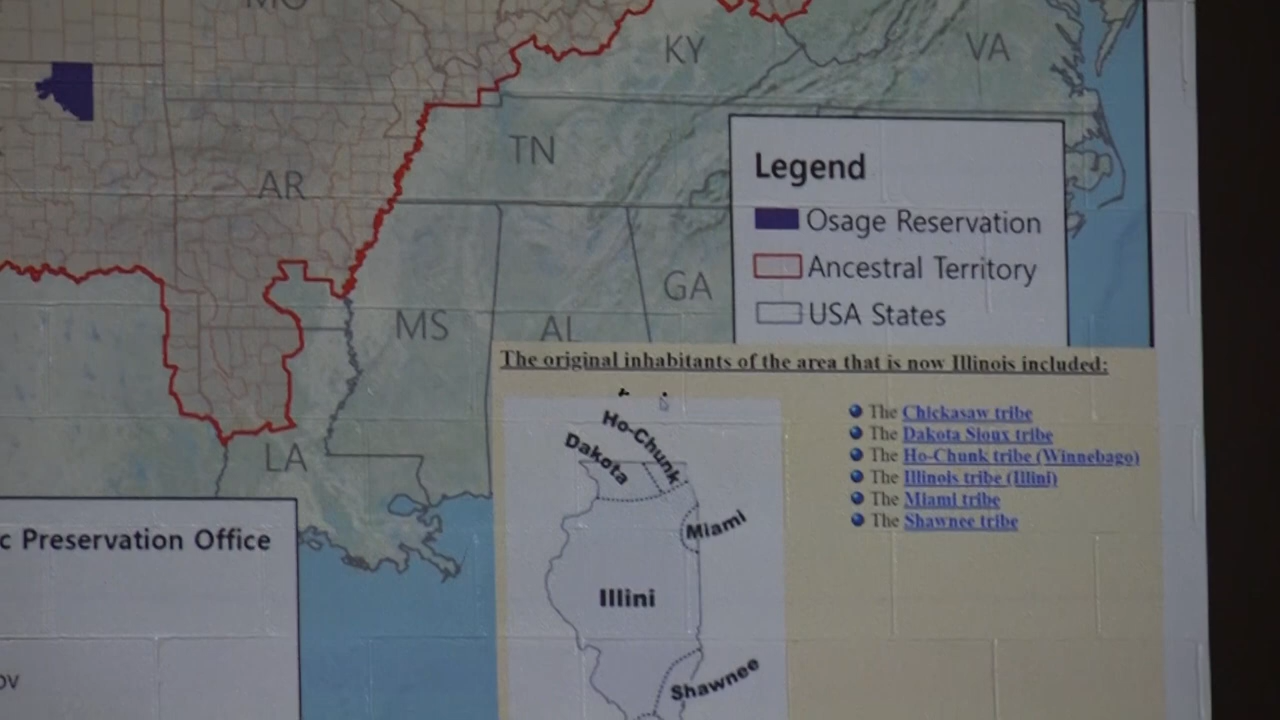 MO
KY
VA
TN
AR
Legend
Osage Reservation
Ancestral Territory
USA States
GA
MS
AL
LA
The original inhabitants of the area that is now Illinois included:
The Chickasaw tribe
The Dakota Sioux tribe
The Ho-Chunk tribe (Winnebago)
The Illinois tribe (Illini)
The Miami tribe
The Shawnee tribe
Ho-Chunk
Dakota
Miami
Illini
Shawnee
c Preservation Office
ov